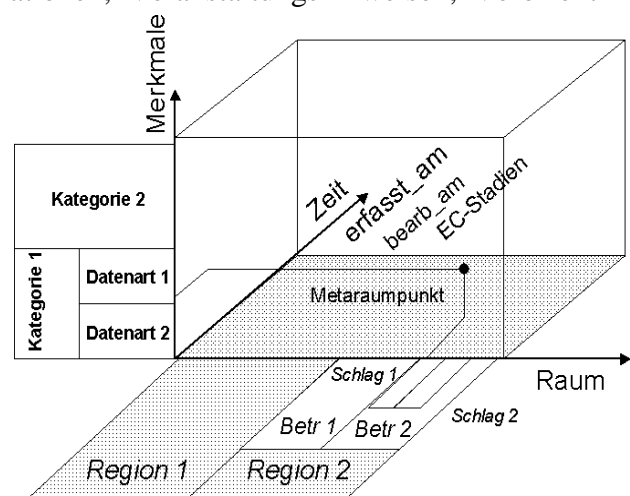 Merkmale
Zeit
erfasst_am
bearb_am
EC-Stadien
Kategorie 2
Kategorie 1
Datenart 1
Datenart 2
Metaraumpunkt
Raum
Schlag 1
Schlag 2
Betr 1
Betr 2
Region 1
Region 2